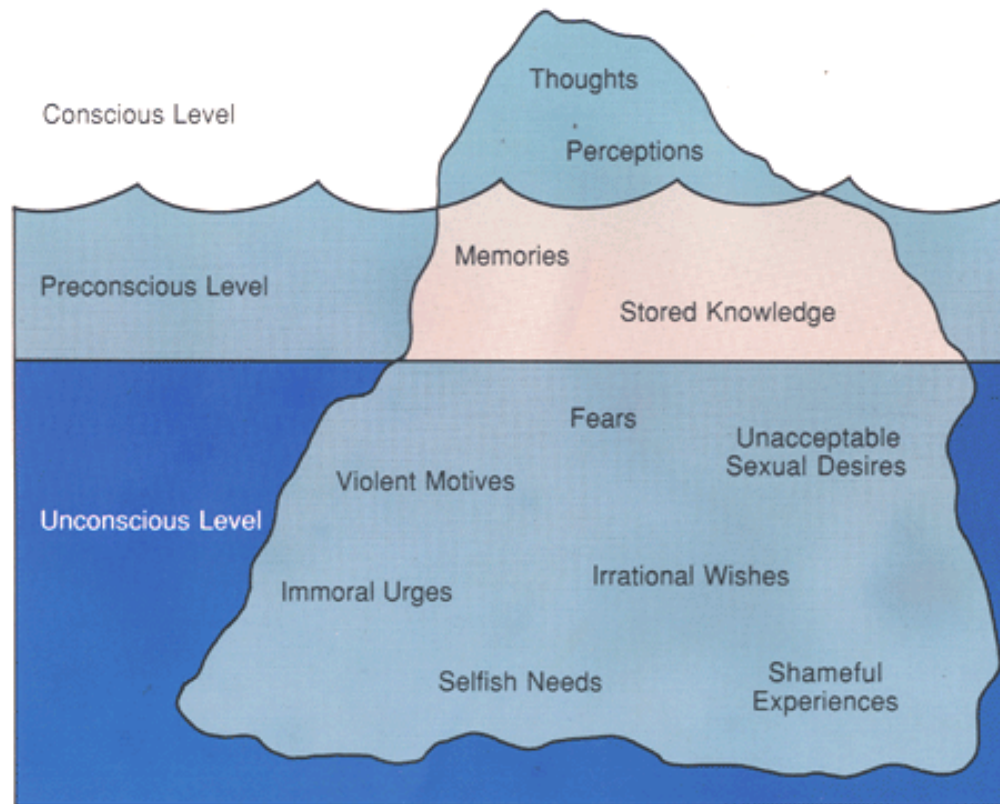 Thoughts
Conscious Level
Perceptions
Memories
Preconscious Level
Stored Knowledge
Fears
Unacceptable
Sexual Desires
Violent Motives
Unconscious Level
Irrational Wishes
Immoral Urges
Selfish Needs
Shameful
Experiences